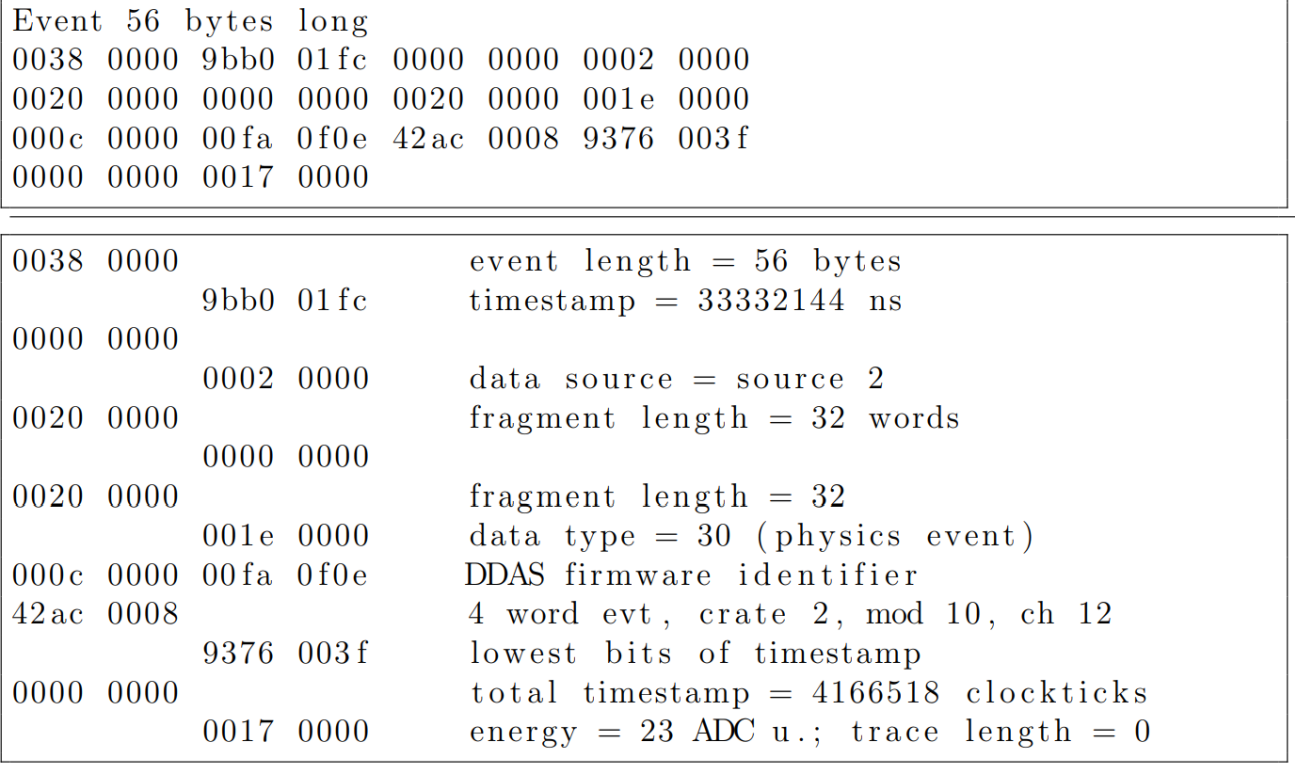 Event 56 bytes long
0038 0000 9bb0 01fc 0000 0000 0002 0000
0020 0000 0000 0000 0020 0000 001e 0000
000c 0000 00fa 0f0e 42ac 0008 9376 003f
0000 0000 0017 0000
0038 0000 event length = 56 bytes
9bb0 01fc timestamp = 33332144 ns
0000 0000
0002 0000 data source = source 2
0020 0000 fragment length = 32 words
0000 0000
0020 0000 fragment length = 32
001e 0000 data type = 30 (physics event)
000c 0000 00fa 0f0e DDAS firmware identifier
42ac 0008 4 word evt, crate 2, mod 10, ch 12
9376 003f lowest bits of timestamp
0000 0000 total timestamp = 4166518 clockticks
0017 0000 energy = 23 ADC u.; trace length = 0